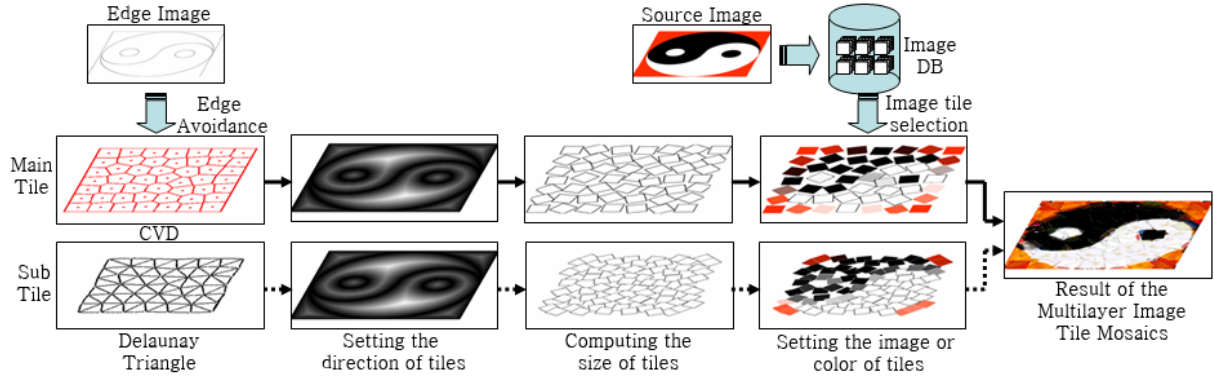 Edge Image
Source Image
Image
DB
Edge
Avoidance
Image tile
selection
Main
Tile
CVD
Sub
Tile
Delaunay
Triangle
Setting the
direction of tiles
Computing the
size of tiles
Setting the image or
color of tiles
Result of the
Multilayer Image
Tile Mosaics